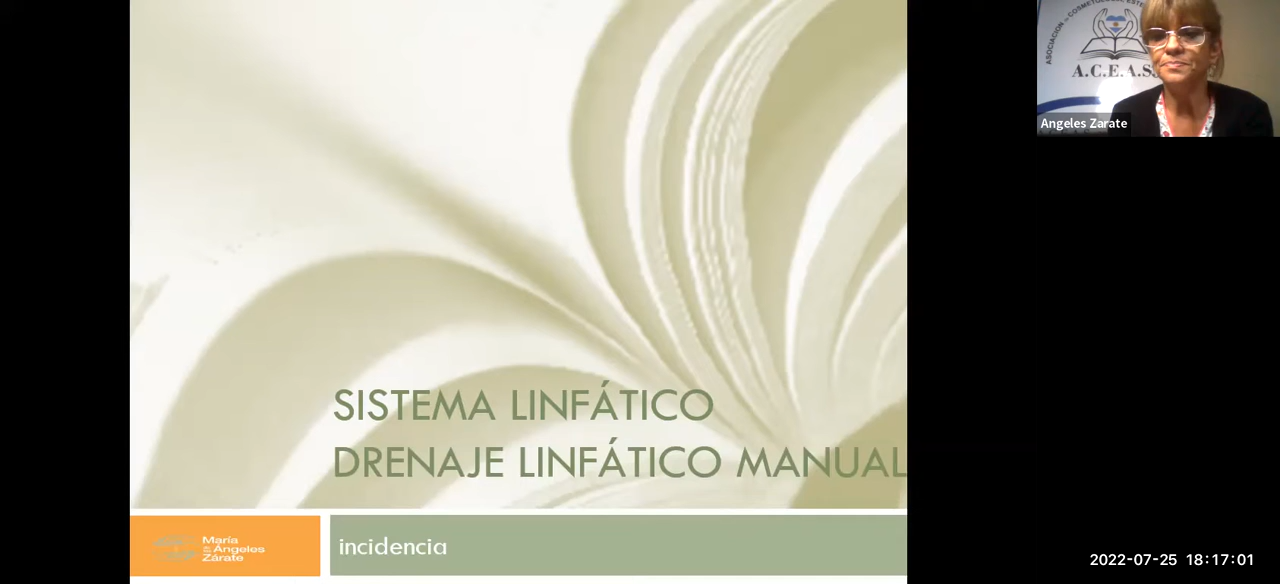 SISTEMA LINFÁTICO
DRENAJE LINFÁTICO MANUAL
María
de los
Ángeles
Zárate
incidencia
A.C.E.A.S
Angeles Zarate
2022-07-25 18:17:01